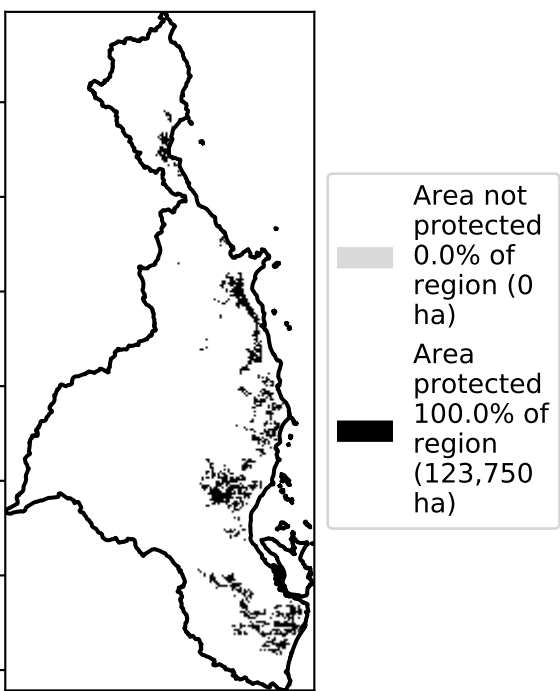 Area not
protected
0.0% of
region (0
ha)
Area
protected
100.0% of
region
(123,750
ha)